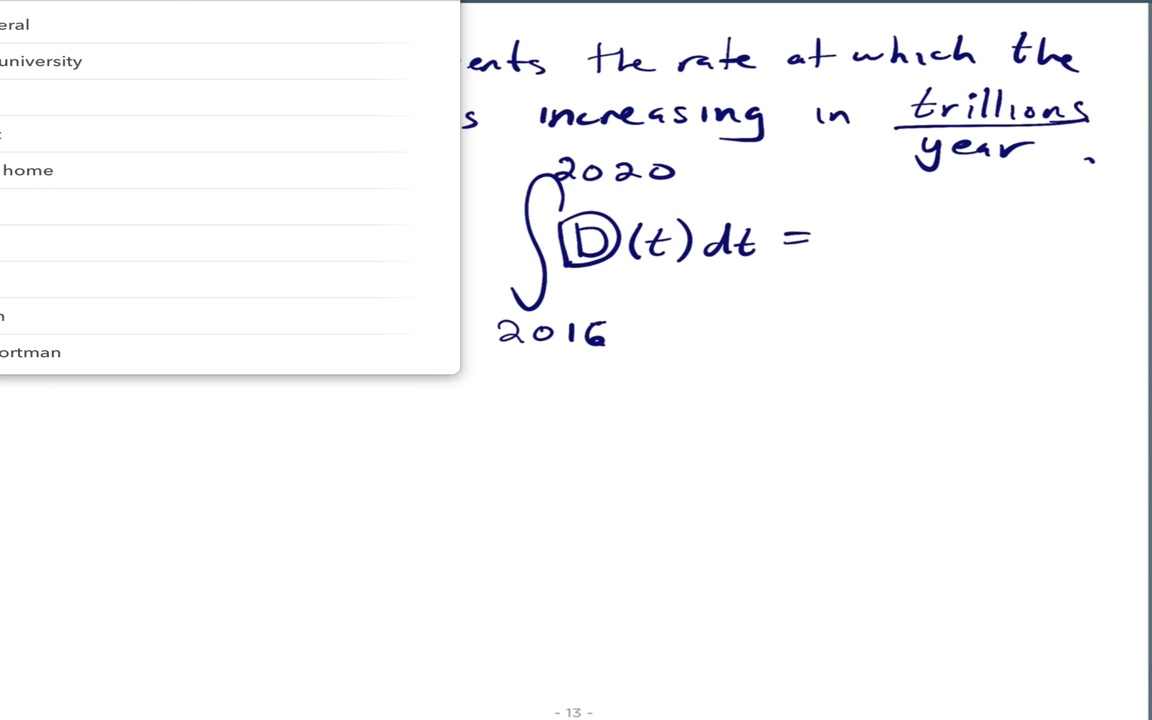 eral
university
home
ortman
ents the rate at which the
s increasing in trillions
year .
2020
∫ D(t) dt =
2016
- 13 -